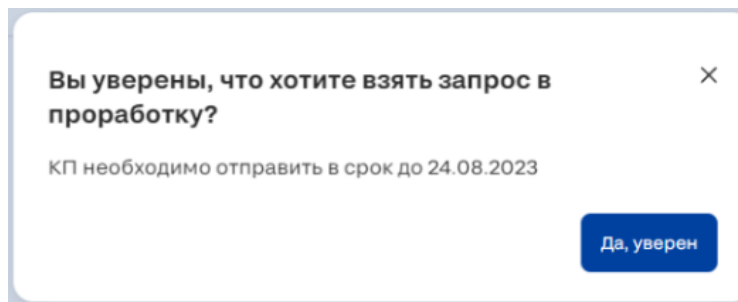 Вы уверены, что хотите взять запрос в
проработку?
КП необходимо отправить в срок до 24.08.2023
Да, уверен